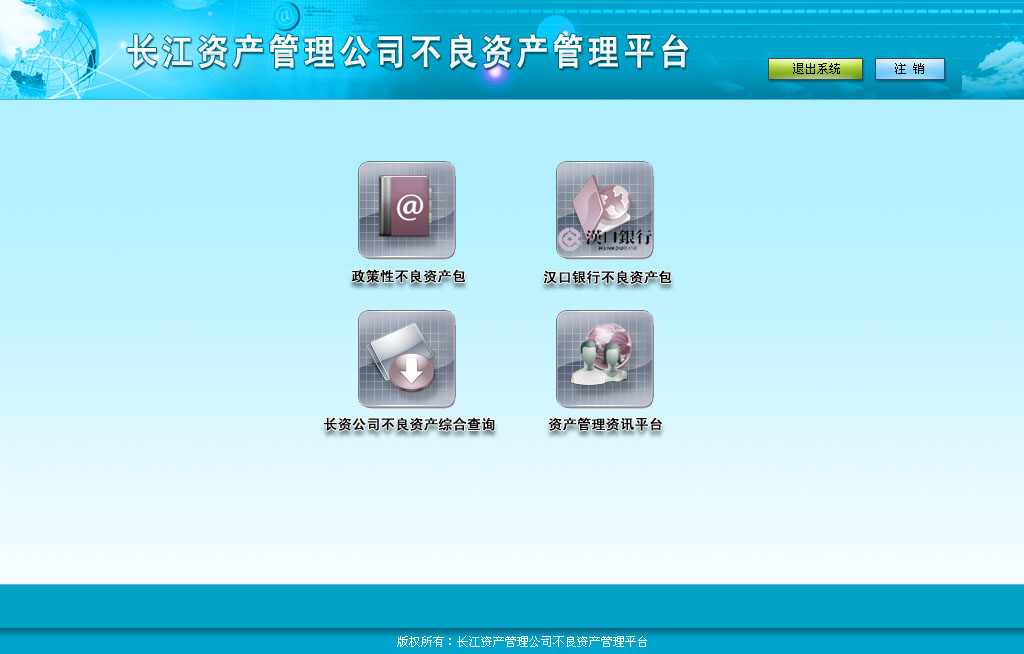 长江资产管理公司不良资产管理平台
退出系统
注 销
@
漢口銀行
HANKOU BANK
政策性不良资产包
汉口银行不良资产包
长资公司不良资产综合查询
资产管理资讯平台
版权所有：长江资产管理公司不良资产管理平台